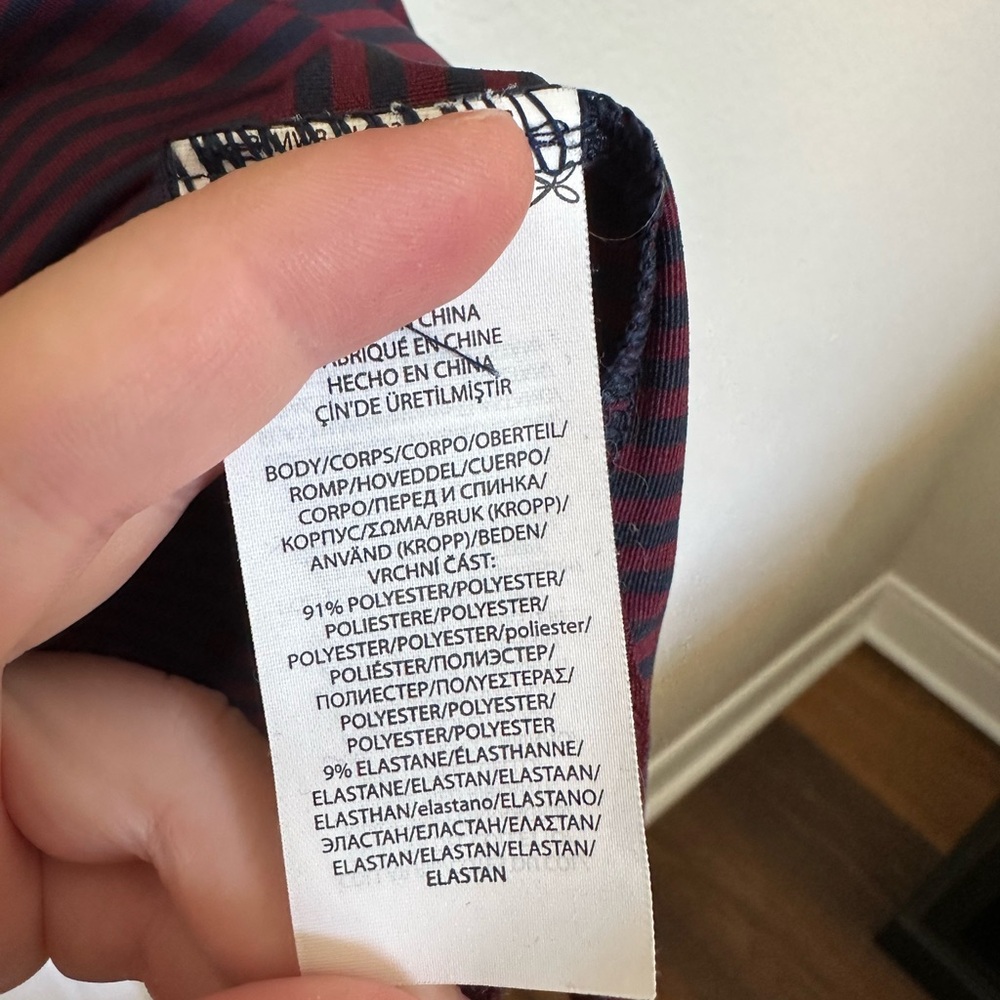 CHINA
EN CHINE
HECHO EN CHINA
ÇİN'DE ÜRETİLMİŞTİR
BODY/CORPS/CORPO/OBERTEIL/
ROMP/HOVEDDEL/CUERPO/
CORPO/ПЕРЕД И СПИНКА/
КОРПУС/ΣΩΜΑ/BRUK (KROPP)/
ANVÄND (KROPP)/BEDEN/
VRCHNÍ ČÁST:
91% POLYESTER/POLYESTER/
POLIESTERE/POLYESTER/
POLYESTER/POLYESTER/poliester/
POLIÉSTER/ПОЛИЭСТЕР/
ПОЛИЕСТЕР/ΠΟΛΥΕΣΤΕΡΑΣ/
POLYESTER/POLYESTER/
POLYESTER/POLYESTER
9% ELASTANE/ÉLASTHANNE/
ELASTANE/ELASTAN/ELASTAAN/
ELASTHAN/elastano/ELASTANO/
ЭЛАСТАН/ЕЛАСТАН/ΕΛΑΣΤΑΝ/
ELASTAN/ELASTAN/ELASTAN/
ELASTAN